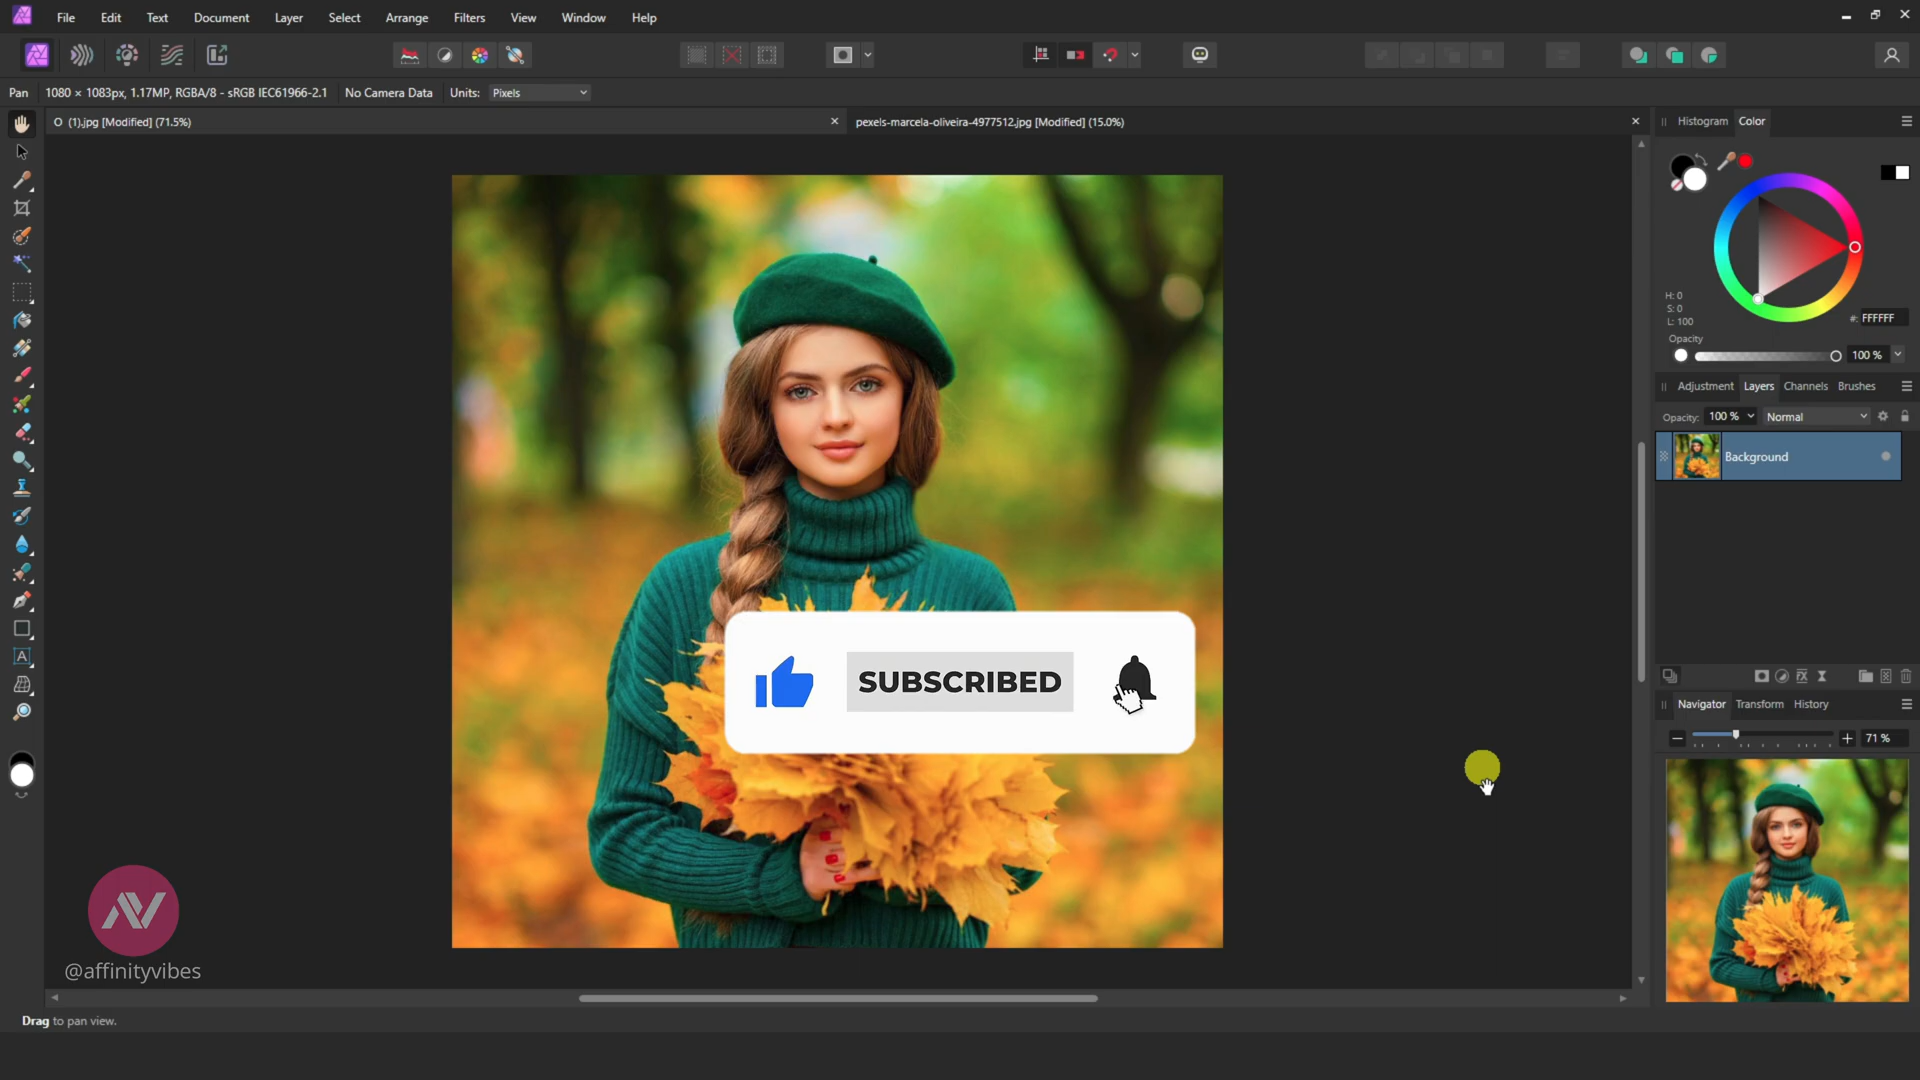 File Edit Text Document Layer Select Arrange Filters View Window Help
Pan 1080 × 1083px, 1.17MP, RGBA/8 - sRGB IEC61966-2.1 No Camera Data Units: Pixels
O (1).jpg [Modified] (71.5%)
pexels-marcela-oliveira-4977512.jpg [Modified] (15.0%)
Histogram Color
H: 0
S: 0
L: 100
#: FFFFFF
Opacity
100 %
Adjustment Layers Channels Brushes
Opacity: 100 % Normal
Background
SUBSCRIBED
Navigator Transform History
71 %
AV
@affinityvibes
Drag to pan view.
A